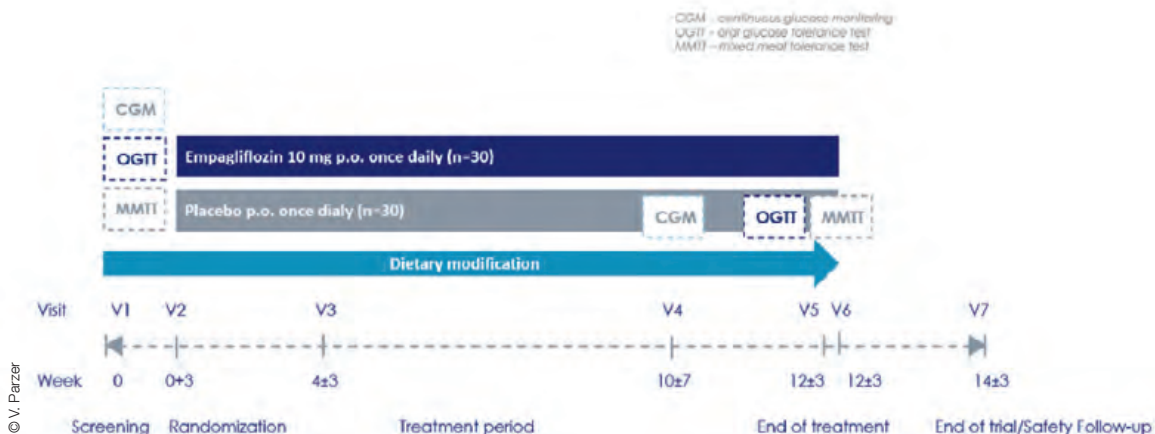 CGM - continuous glucose monitoring
OGTT - oral glucose tolerance test
MMTT - mixed meal tolerance test
CGM
OGTT
Empagliflozin 10 mg p.o. once daily (n=30)
MMTT
Placebo p.o. once dialy (n=30)
CGM
OGTT
MMTT
Dietary modification
Visit V1 V2 V3 V4 V5 V6 V7
Week 0 0+3 4±3 10±7 12±3 12±3 14±3
Screening Randomization Treatment period End of treatment End of trial/Safety Follow-up
© V. Parzer